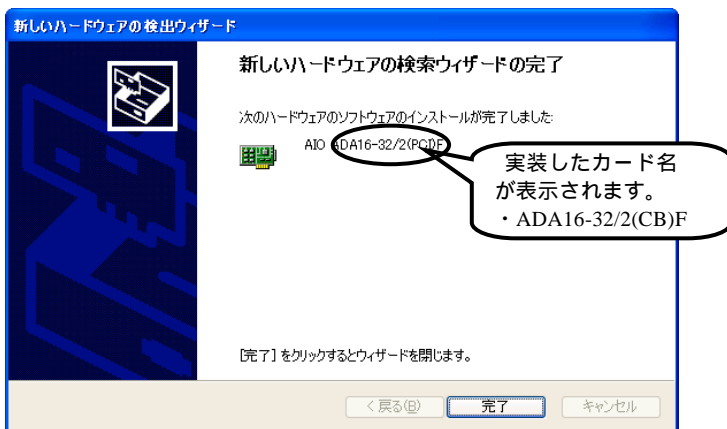 新しいハードウェアの検出ウィザード
新しいハードウェアの検索ウィザードの完了
次のハードウェアのソフトウェアのインストールが完了しました:
AIO ADA16-32/2(PCI)F
実装したカード名
が表示されます。
・ADA16-32/2(CB)F
[完了] をクリックするとウィザードを閉じます。
< 戻る(B)
完了
キャンセル